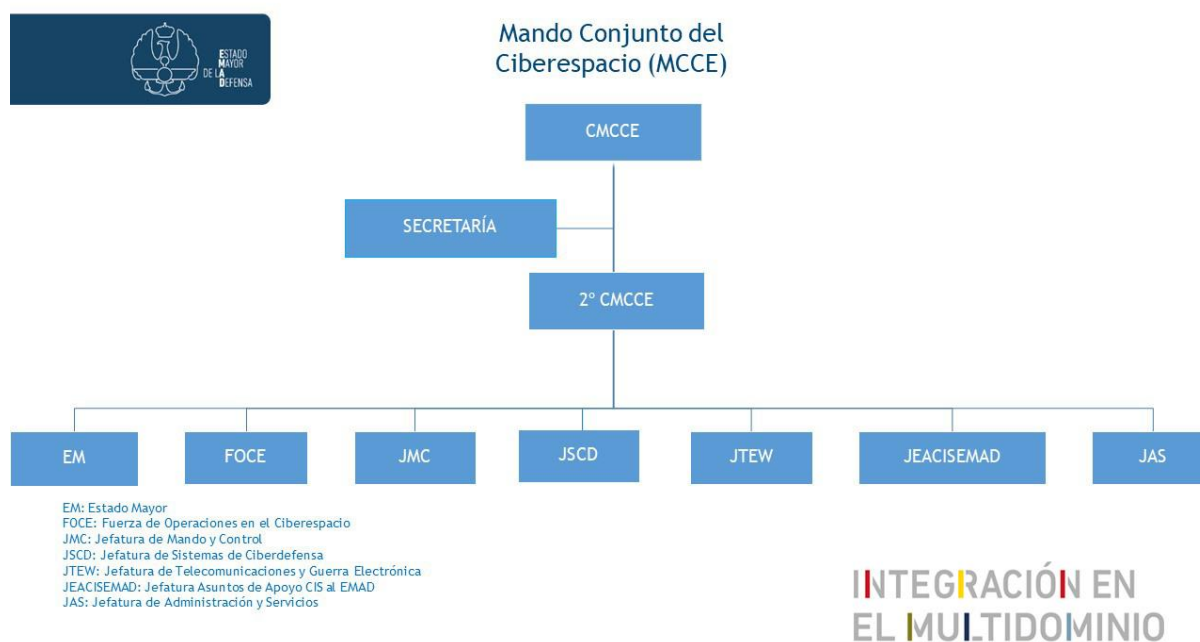 ESTADO
MAYOR
DE LA
DEFENSA
Mando Conjunto del
Ciberespacio (MCCE)
CMCCE
SECRETARÍA
2º CMCCE
EM
FOCE
JMC
JSCD
JTEW
JEACISEMAD
JAS
EM: Estado Mayor
FOCE: Fuerza de Operaciones en el Ciberespacio
JMC: Jefatura de Mando y Control
JSCD: Jefatura de Sistemas de Ciberdefensa
JTEW: Jefatura de Telecomunicaciones y Guerra Electrónica
JEACISEMAD: Jefatura Asuntos de Apoyo CIS al EMAD
JAS: Jefatura de Administración y Servicios
INTEGRACIÓN EN
EL MULTIDOMINIO